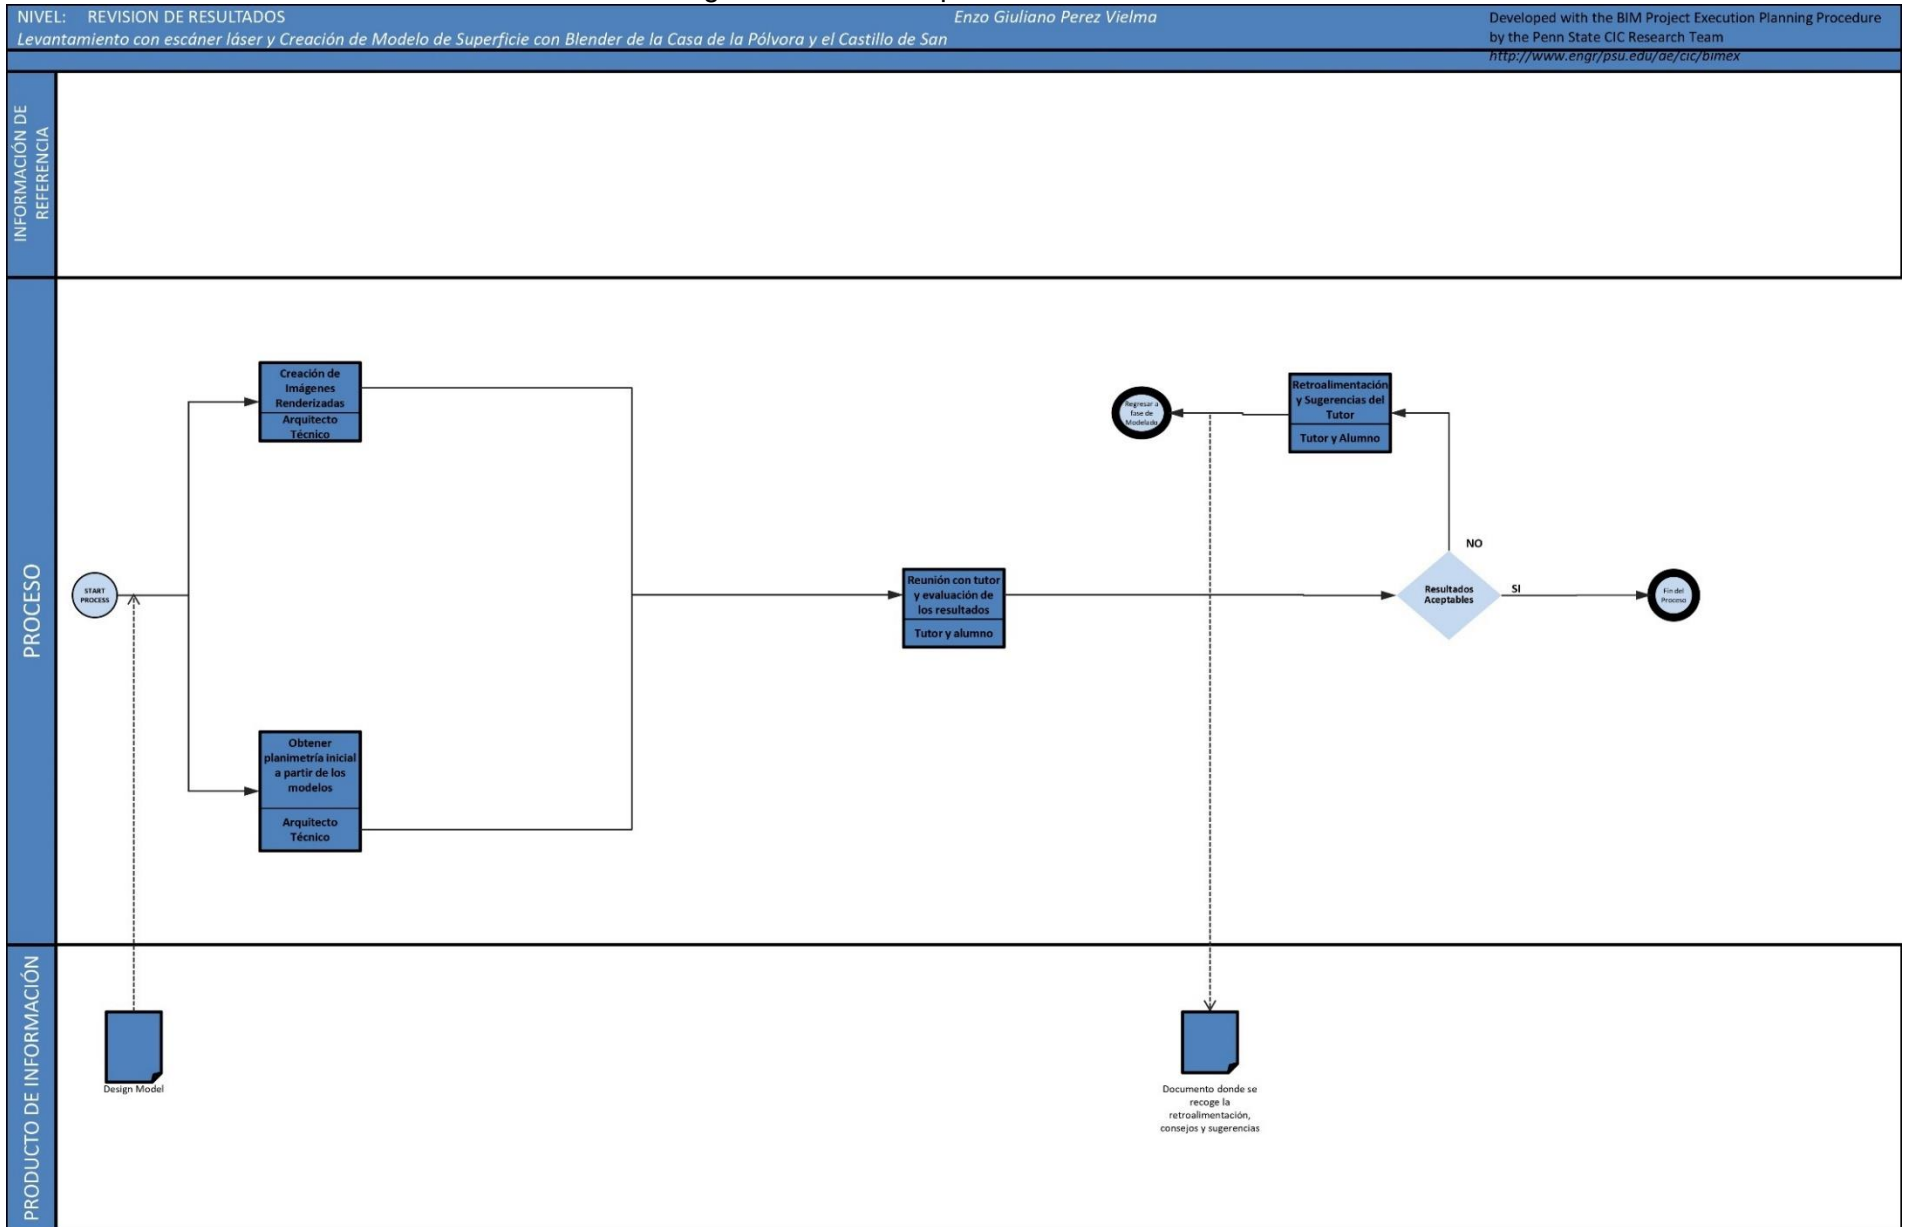 NIVEL: REVISION DE RESULTADOS
Enzo Giuliano Perez Vielma
Levantamiento con escáner láser y Creación de Modelo de Superficie con Blender de la Casa de la Pólvora y el Castillo de San
Developed with the BIM Project Execution Planning Procedure
by the Penn State CIC Research Team
http://www.engr/psu.edu/ae/cic/bimex
INFORMACIÓN DE
REFERENCIA
PROCESO
START
PROCESS
Creación de
Imágenes
Renderizadas
Arquitecto
Técnico
Obtener
planimetría inicial
a partir de los
modelos
Arquitecto
Técnico
Reunión con tutor
y evaluación de
los resultados
Tutor y alumno
Regresar a
fase de
Modelado
Retroalimentación
y Sugerencias del
Tutor
Tutor y Alumno
NO
Resultados
Aceptables
SI
Fin del
Proceso
PRODUCTO DE INFORMACIÓN
Design Model
Documento donde se
recoge la
retroalimentación,
consejos y sugerencias